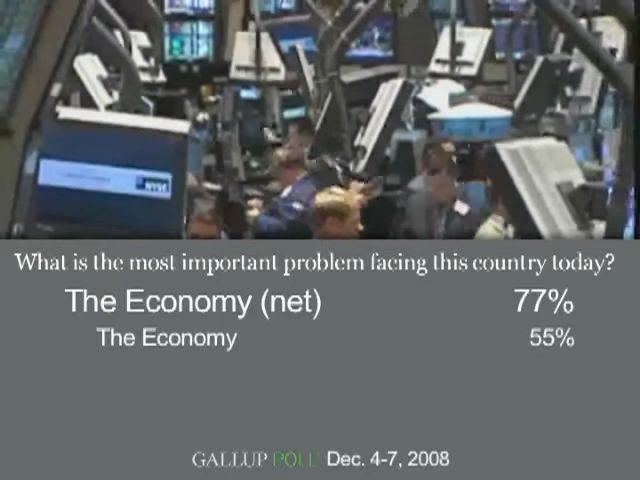 NYSE
What is the most important problem facing this country today?
The Economy (net) 77%
The Economy 55%
GALLUP POLL Dec. 4-7, 2008